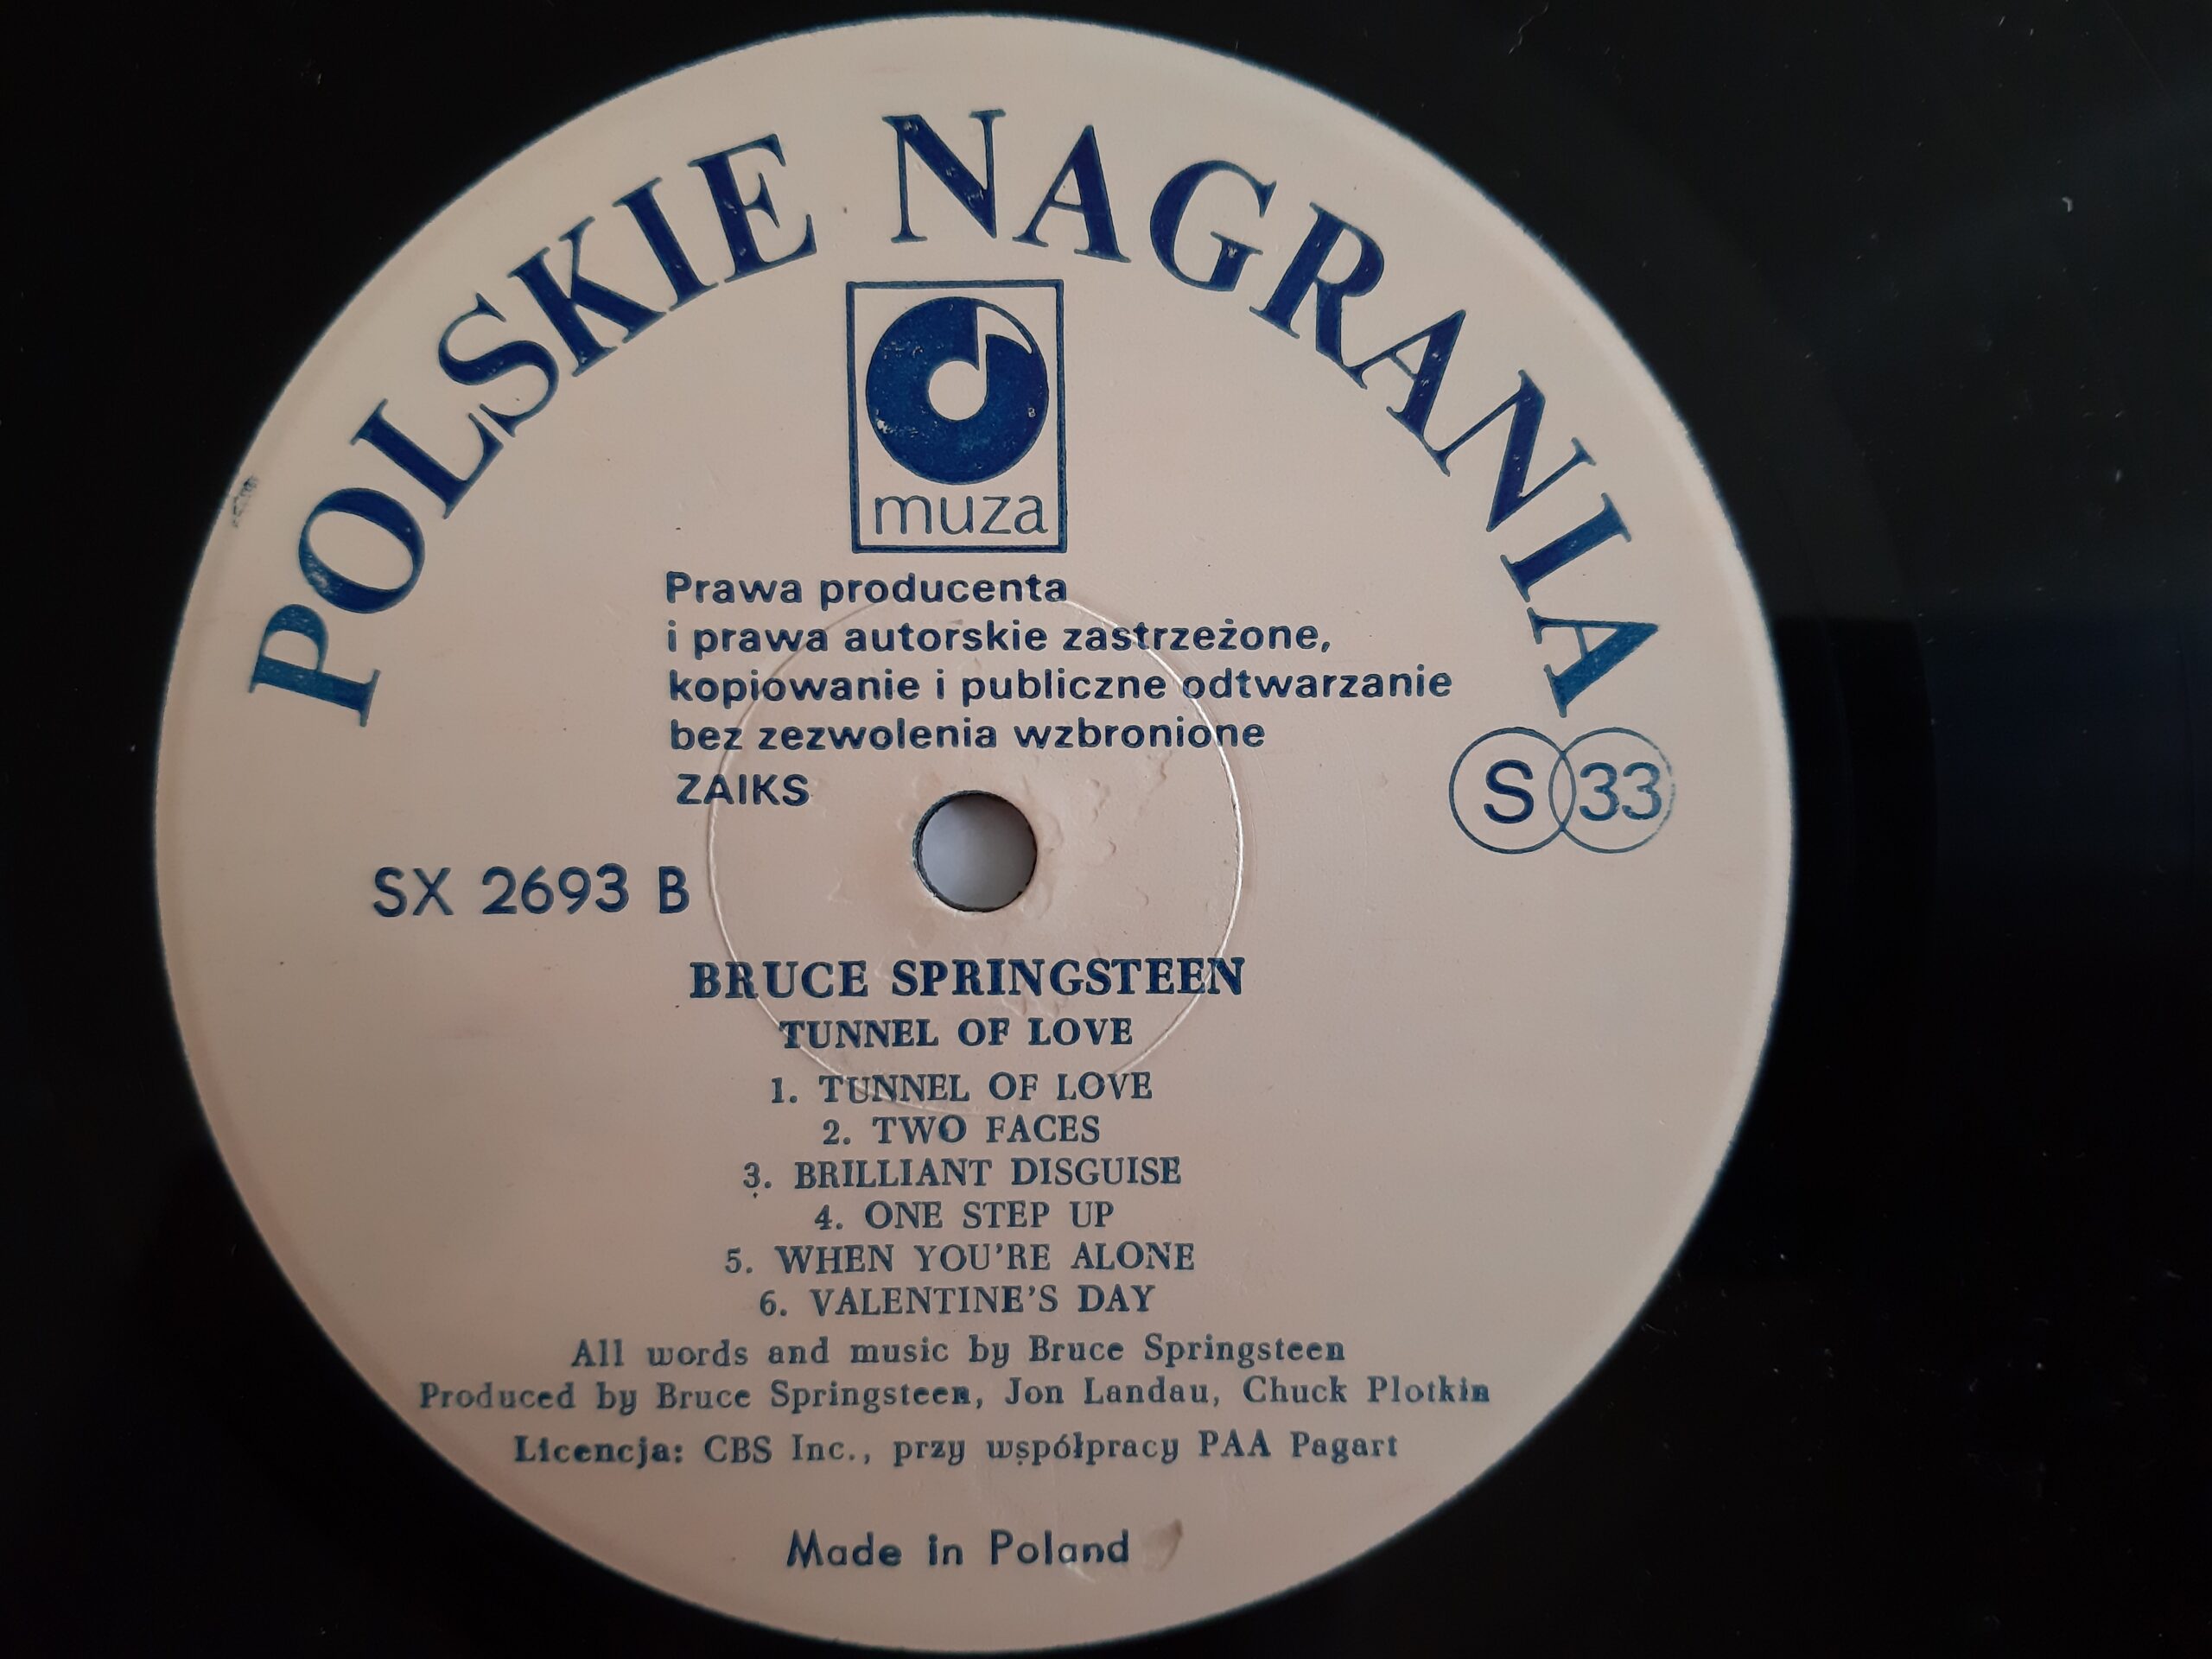 POLSKIE NAGRANIA
muza
Prawa producenta
i prawa autorskie zastrzeżone,
kopiowanie i publiczne odtwarzanie
bez zezwolenia wzbronione
ZAIKS
S 33
SX 2693 B
BRUCE SPRINGSTEEN
TUNNEL OF LOVE
1. TUNNEL OF LOVE
2. TWO FACES
3. BRILLIANT DISGUISE
4. ONE STEP UP
5. WHEN YOU'RE ALONE
6. VALENTINE'S DAY
All words and music by Bruce Springsteen
Produced by Bruce Springsteen, Jon Landau, Chuck Plotkin
Licencja: CBS Inc., przy współpracy PAA Pagart
Made in Poland